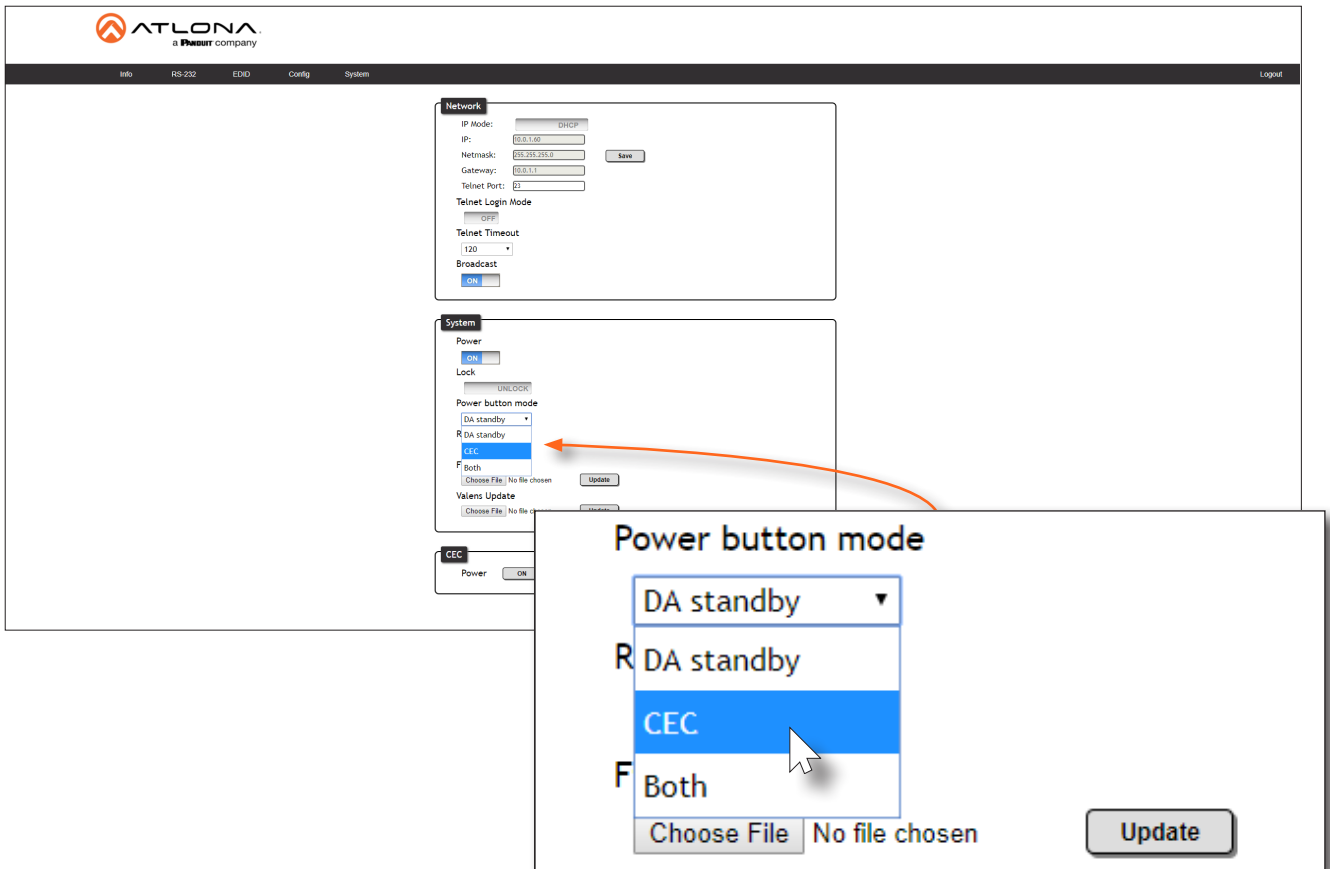 ATLONA.
a PANDUIT company
Info RS-232 EDID Config System Logout
Network
IP Mode: DHCP
IP: 10.0.1.60
Netmask: 255.255.255.0 Save
Gateway: 10.0.1.1
Telnet Port: 23
Telnet Login Mode
OFF
Telnet Timeout
120
Broadcast
ON
System
Power
ON
Lock
UNLOCK
Power button mode
DA standby
R DA standby
CEC
F Both
Choose File No file chosen Update
Valens Update
Choose File No file
CEC
Power ON
Power button mode
DA standby
R DA standby
CEC
F Both
Choose File No file chosen Update